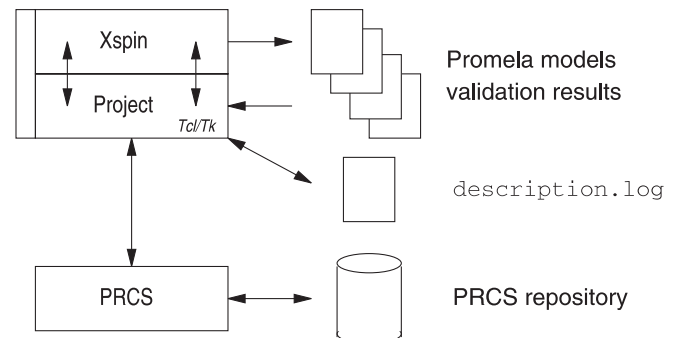 Xspin
Project
Tcl/Tk
Promela models
validation results
description.log
PRCS
PRCS repository